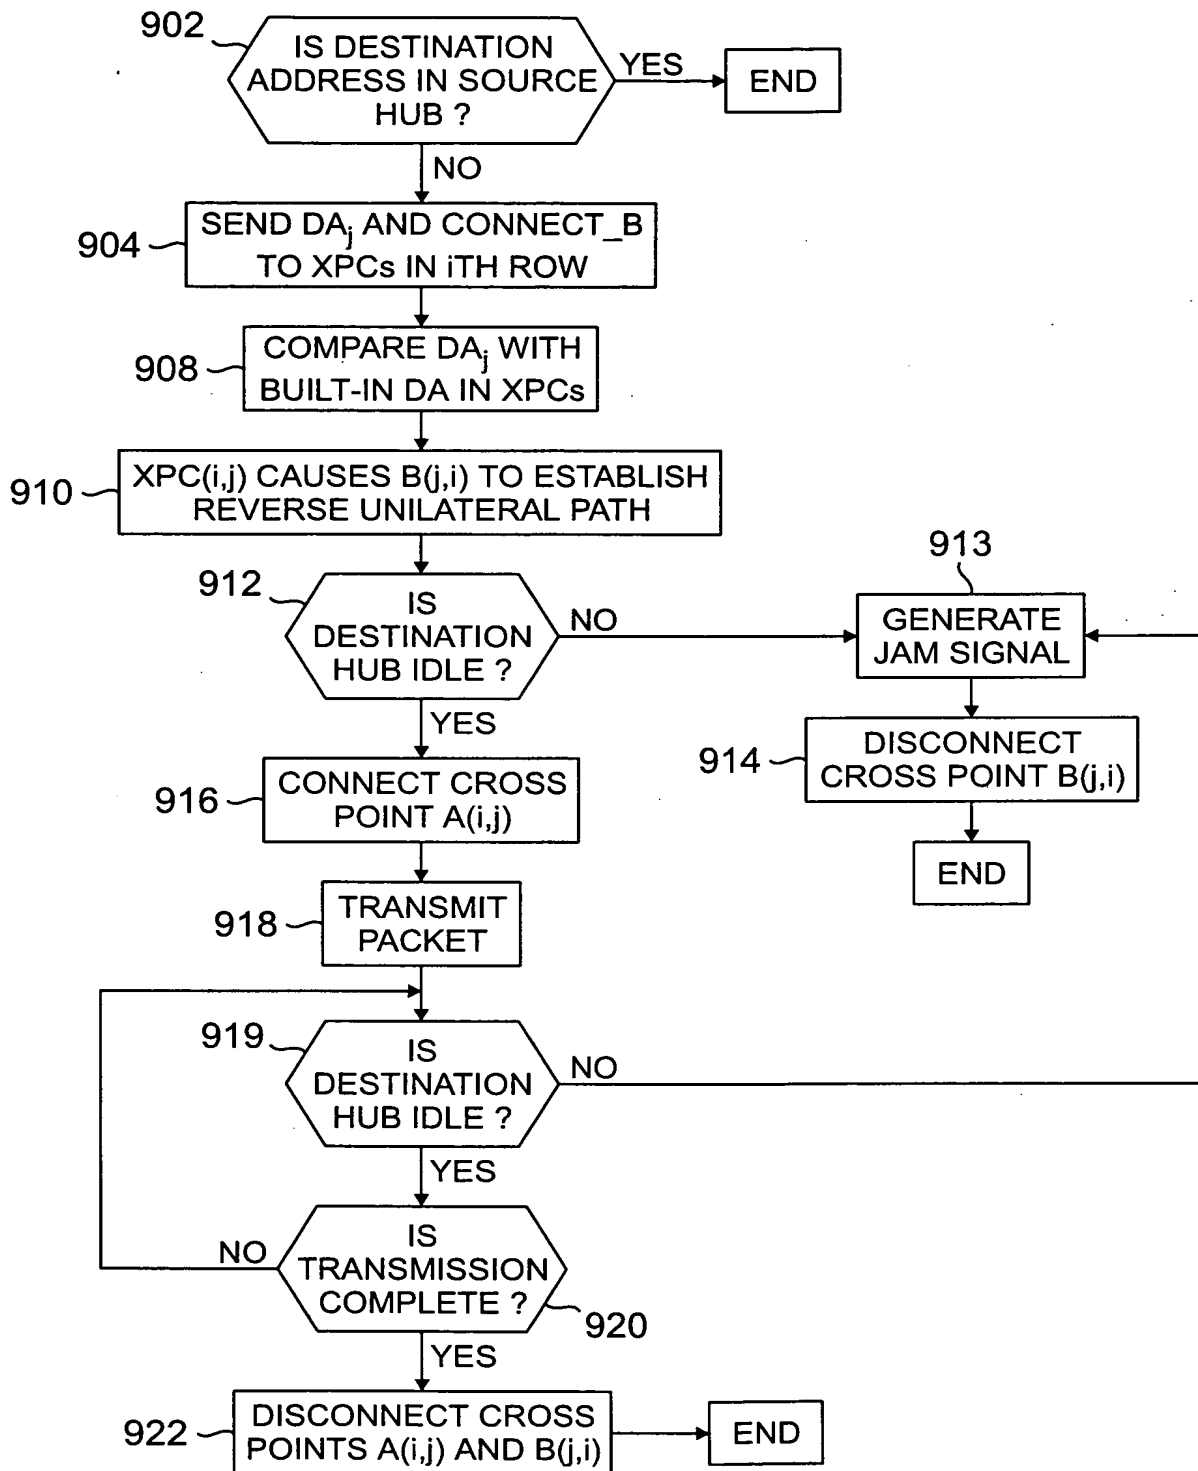 902
IS DESTINATION
ADDRESS IN SOURCE
HUB ?
YES
END
NO
904
SEND DAj AND CONNECT_B
TO XPCs IN iTH ROW
908
COMPARE DAj WITH
BUILT-IN DA IN XPCs
910
XPC(i,j) CAUSES B(j,i) TO ESTABLISH
REVERSE UNILATERAL PATH
912
IS
DESTINATION
HUB IDLE ?
NO
913
GENERATE
JAM SIGNAL
YES
914
DISCONNECT
CROSS POINT B(j,i)
END
916
CONNECT CROSS
POINT A(i,j)
918
TRANSMIT
PACKET
919
IS
DESTINATION
HUB IDLE ?
NO
YES
NO
IS
TRANSMISSION
COMPLETE ?
920
YES
922
DISCONNECT CROSS
POINTS A(i,j) AND B(j,i)
END